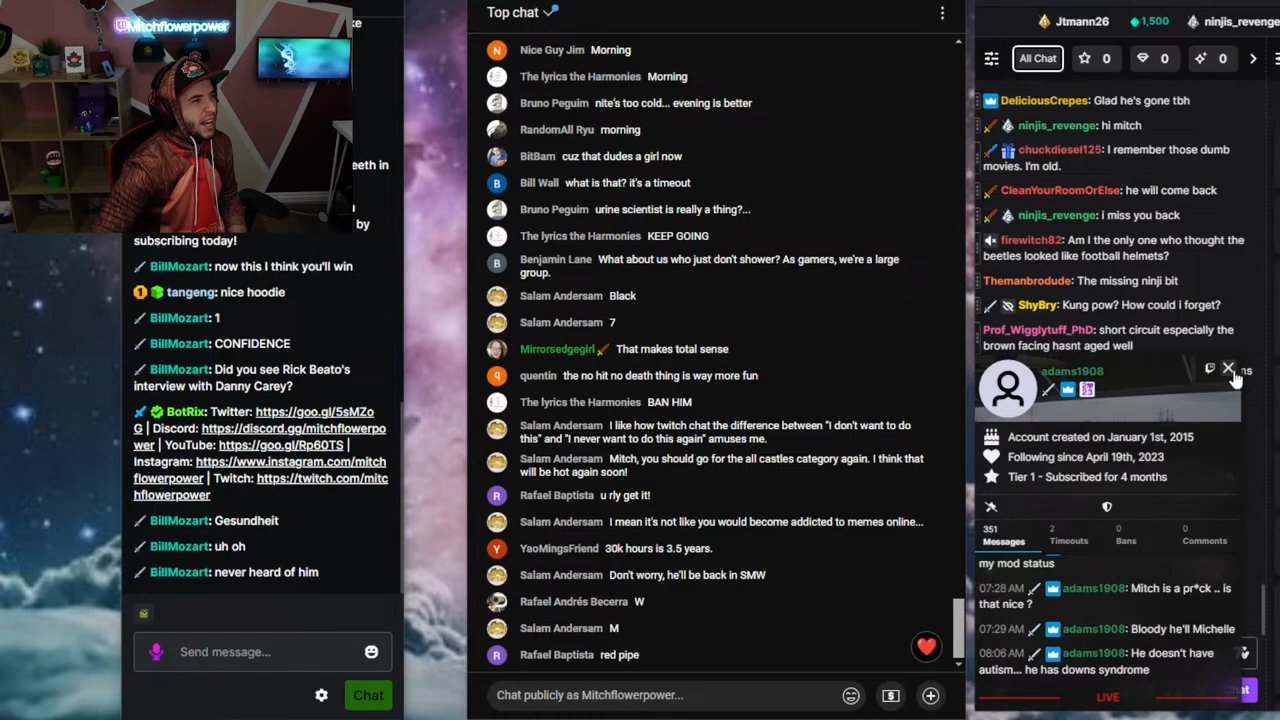 Mitchflowerpower
ke
eeth in
by
subscribing today!
BillMozart: now this I think you'll win
1 tangeng: nice hoodie
BillMozart: 1
BillMozart: CONFIDENCE
BillMozart: Did you see Rick Beato's
interview with Danny Carey?
BotRix: Twitter: https://goo.gl/5sMZo
G | Discord: https://discord.gg/mitchflowerpo
wer | YouTube: https://goo.gl/Rp60TS |
Instagram: https://www.instagram.com/mitch
flowerpower | Twitch: https://twitch.com/mitc
hflowerpower
BillMozart: Gesundheit
BillMozart: uh oh
BillMozart: never heard of him
Send message...
Chat
Top chat
N Nice Guy Jim Morning
The lyrics the Harmonies Morning
Bruno Peguim nite's too cold... evening is better
RandomAll Ryu morning
BitBam cuz that dudes a girl now
B Bill Wall what is that? it's a timeout
Bruno Peguim urine scientist is really a thing?...
The lyrics the Harmonies KEEP GOING
B Benjamin Lane What about us who just don't shower? As gamers, we're a large
group.
Salam Andersam Black
Salam Andersam 7
Mirrorsedgegirl That makes total sense
q quentin the no hit no death thing is way more fun
The lyrics the Harmonies BAN HIM
Salam Andersam I like how twitch chat the difference between "I don't want to do
this" and "I never want to do this again" amuses me.
Salam Andersam Mitch, you should go for the all castles category again. I think that
will be hot again soon!
R Rafael Baptista u rly get it!
Salam Andersam I mean it's not like you would become addicted to memes online...
Y YaoMingsFriend 30k hours is 3.5 years.
Salam Andersam Don't worry, he'll be back in SMW
Rafael Andrés Becerra W
Salam Andersam M
R Rafael Baptista red pipe
Chat publicly as Mitchflowerpower...
Jtmann26 1,500 ninjis_revenge
All Chat 0 0 0
DeliciousCrepes: Glad he's gone tbh
ninjis_revenge: hi mitch
chuckdiesel125: I remember those dumb
movies. I'm old.
CleanYourRoomOrElse: he will come back
ninjis_revenge: i miss you back
firewitch82: Am I the only one who thought the
beetles looked like football helmets?
Themanbrodude: The missing ninji bit
ShyBry: Kung pow? How could i forget?
Prof_Wigglytuff_PhD: short circuit especially the
brown facing hasnt aged well
adams1908
ns
23
Account created on January 1st, 2015
Following since April 19th, 2023
Tier 1 - Subscribed for 4 months
351 2 0 0
Messages Timeouts Bans Comments
my mod status
07:28 AM adams1908: Mitch is a pr*ck .. is
that nice ?
07:29 AM adams1908: Bloody he'll Michelle
08:06 AM adams1908: He doesn't have
autism... he has downs syndrome
LIVE